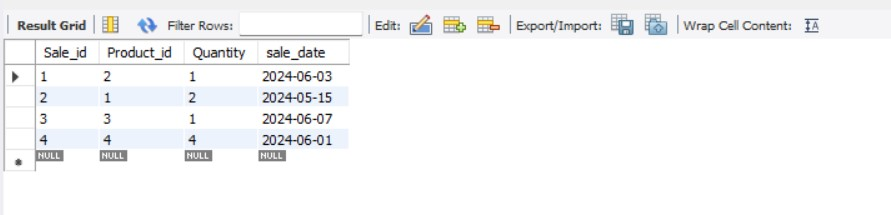 Result Grid Filter Rows: Edit: Export/Import: Wrap Cell Content: IA
Sale_id Product_id Quantity sale_date
1 2 1 2024-06-03
2 1 2 2024-05-15
3 3 1 2024-06-07
4 4 4 2024-06-01
NULL NULL NULL NULL